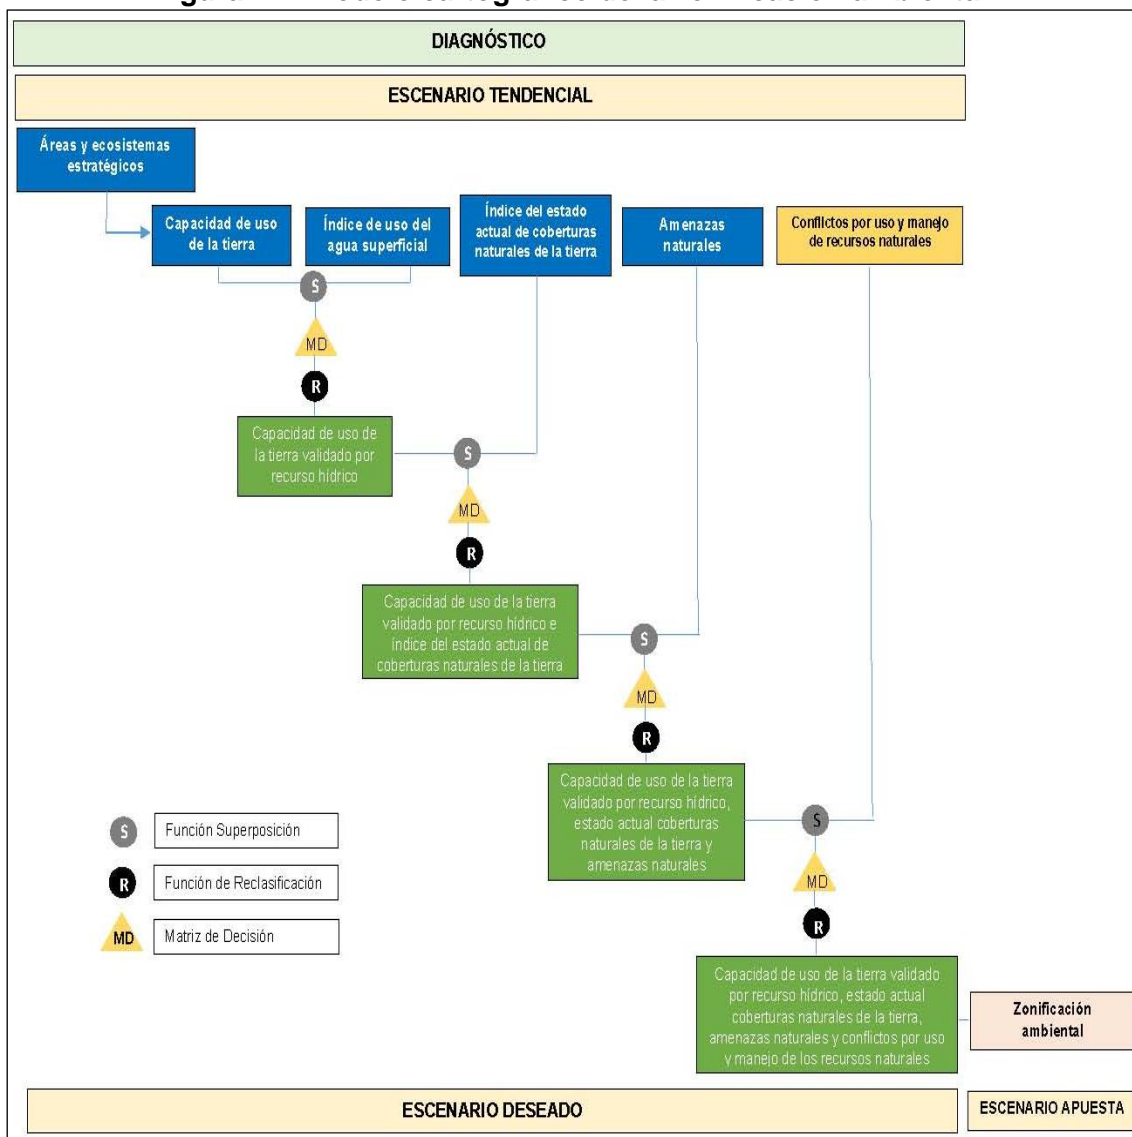 DIAGNÓSTICO
ESCENARIO TENDENCIAL
Áreas y ecosistemas
estratégicos
Capacidad de uso
de la tierra
Índice de uso del
agua superficial
Índice del estado
actual de coberturas
naturales de la tierra
Amenazas
naturales
Conflictos por uso y manejo
de recursos naturales
S
MD
R
Capacidad de uso de
la tierra validado por
recurso hídrico
S
MD
R
Capacidad de uso de la tierra
validado por recurso hídrico e
índice del estado actual de
coberturas naturales de la tierra
S
MD
R
Capacidad de uso de la tierra
validado por recurso hídrico,
estado actual coberturas
naturales de la tierra y
amenazas naturales
S
MD
R
Capacidad de uso de la tierra validado
por recurso hídrico, estado actual
coberturas naturales de la tierra,
amenazas naturales y conflictos por uso
y manejo de los recursos naturales
Zonificación
ambiental
S Función Superposición
R Función de Reclasificación
MD Matriz de Decisión
ESCENARIO DESEADO
ESCENARIO APUESTA